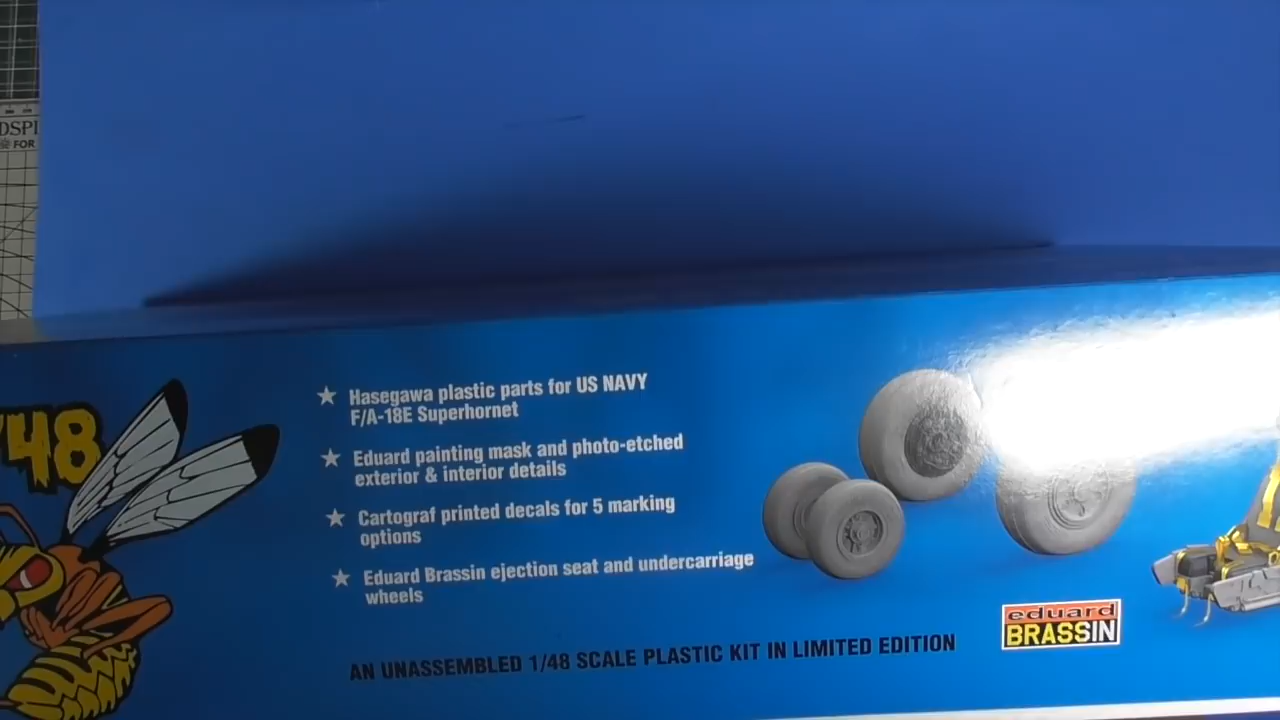 DSPI
FOR
48
★ Hasegawa plastic parts for US NAVY
F/A-18E Superhornet
★ Eduard painting mask and photo-etched
exterior & interior details
★ Cartograf printed decals for 5 marking
options
★ Eduard Brassin ejection seat and undercarriage
wheels
eduard
BRASSIN
AN UNASSEMBLED 1/48 SCALE PLASTIC KIT IN LIMITED EDITION